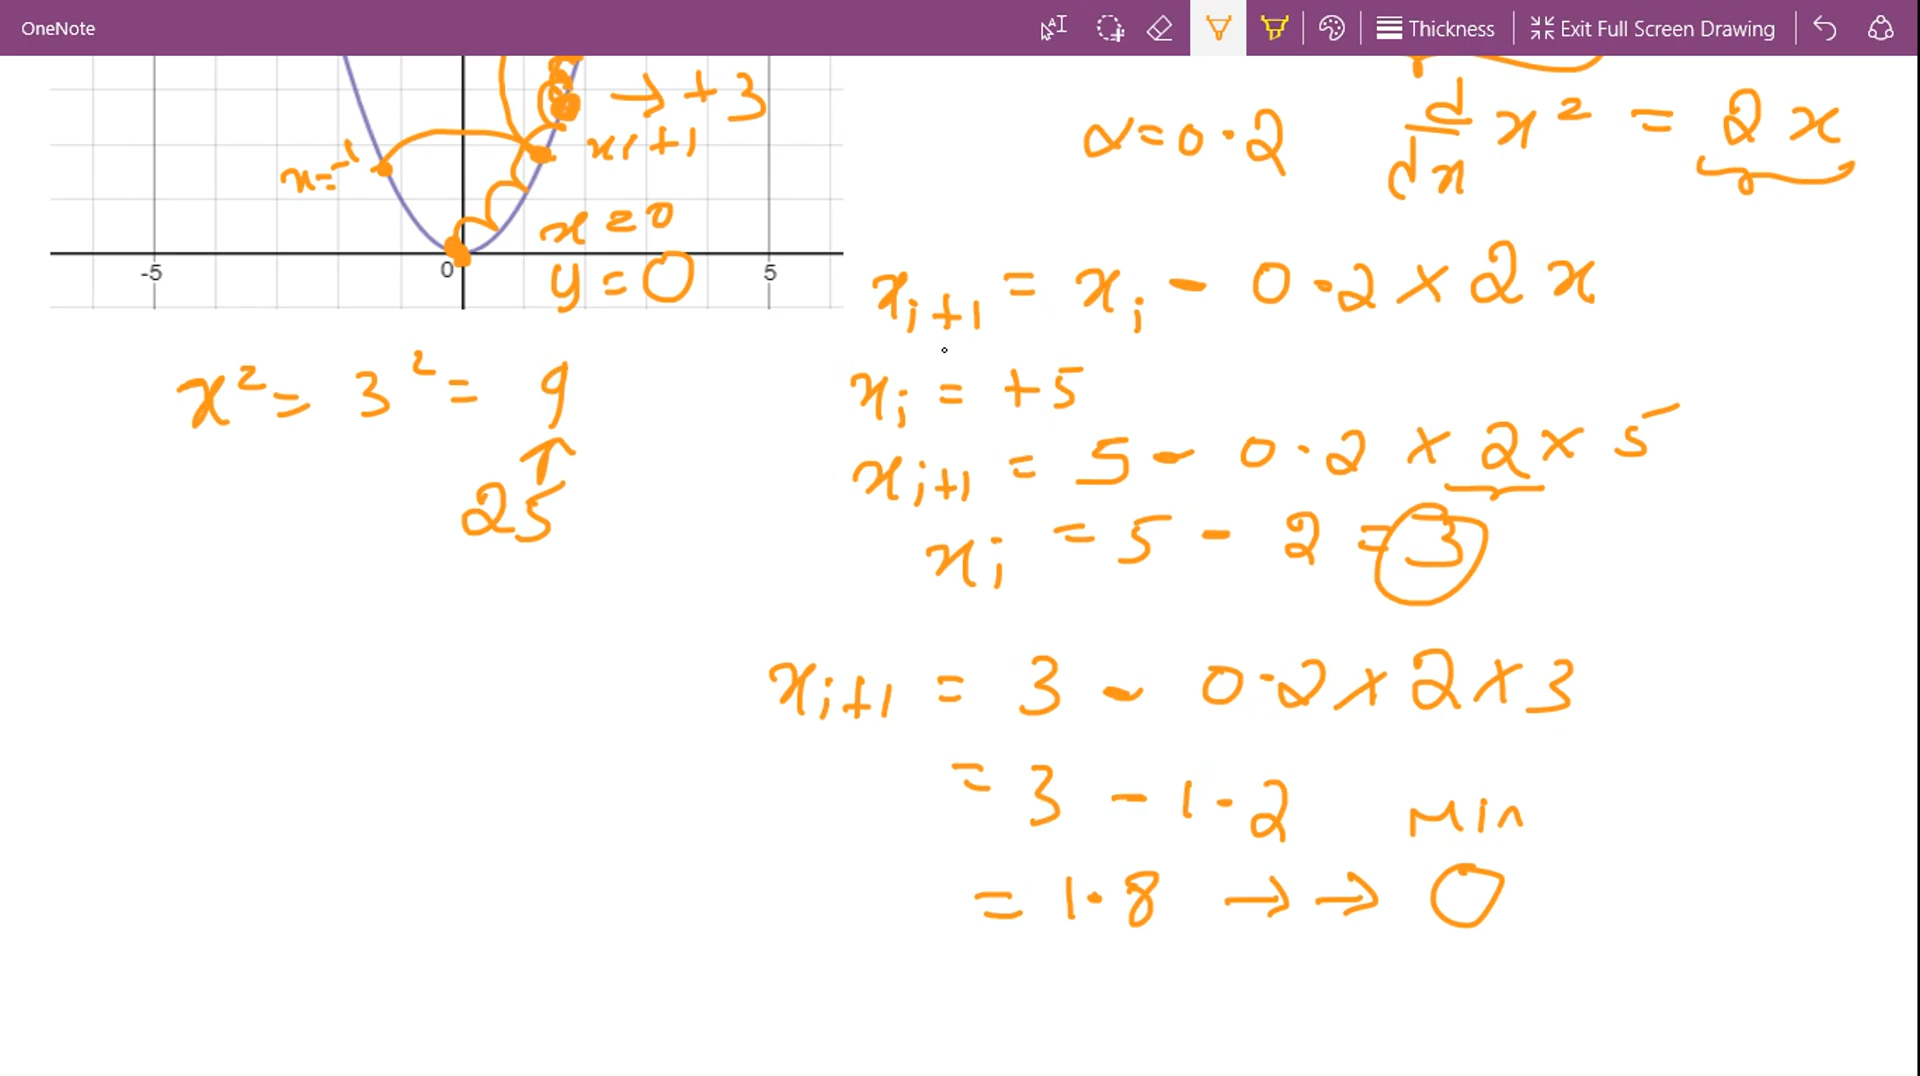 OneNote
Thickness
Exit Full Screen Drawing
→ +3
xi+1
x=-1
x=0
y=0
-5 0 5
x² = 3² = 9
↑
25
α=0.2
d/dx x² = 2x
xᵢ₊₁ = xᵢ - 0.2 × 2x
xᵢ = +5
xᵢ₊₁ = 5 - 0.2 × 2 × 5
xᵢ = 5 - 2 = 3
xᵢ₊₁ = 3 - 0.2 × 2 × 3
= 3 - 1.2
Min
= 1.8 → → 0